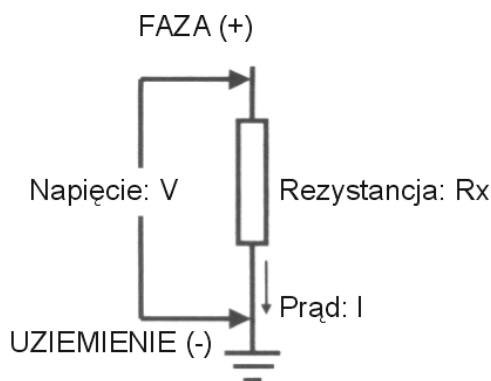 FAZA (+)
Napięcie: V
Rezystancja: Rx
Prąd: I
UZIEMIENIE (-)